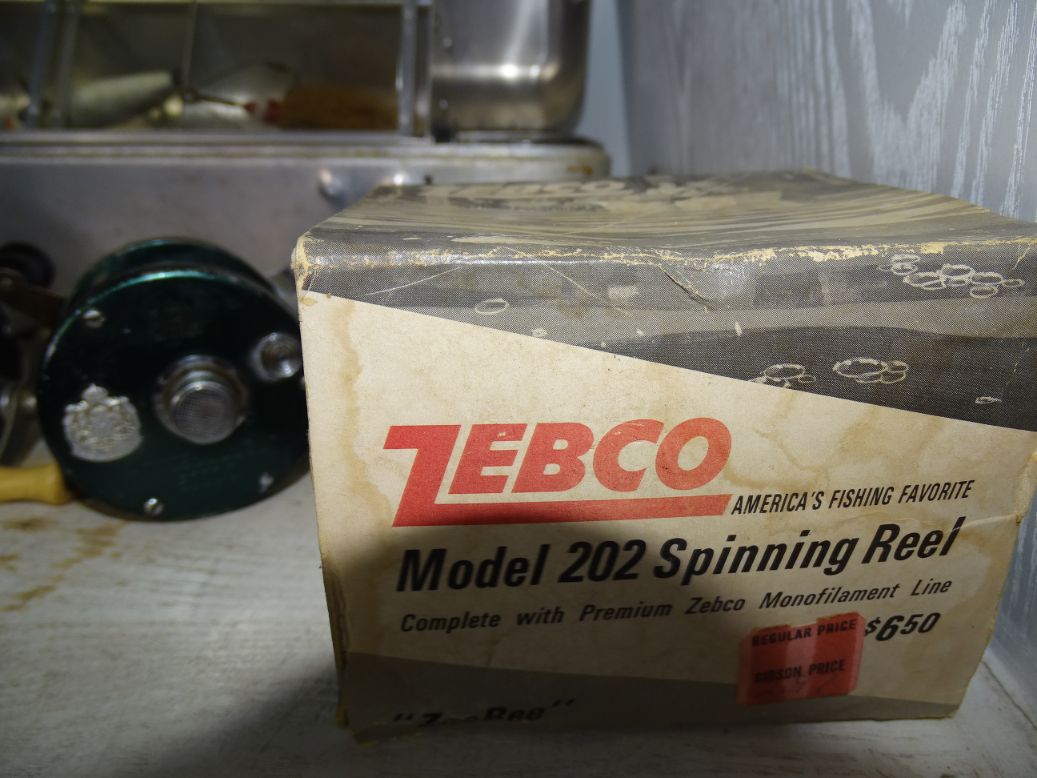 ZEBCO
AMERICA'S FISHING FAVORITE
Model 202 Spinning Reel
Complete with Premium Zebco Monofilament Line
$650
REGULAR PRICE
GIBSON PRICE